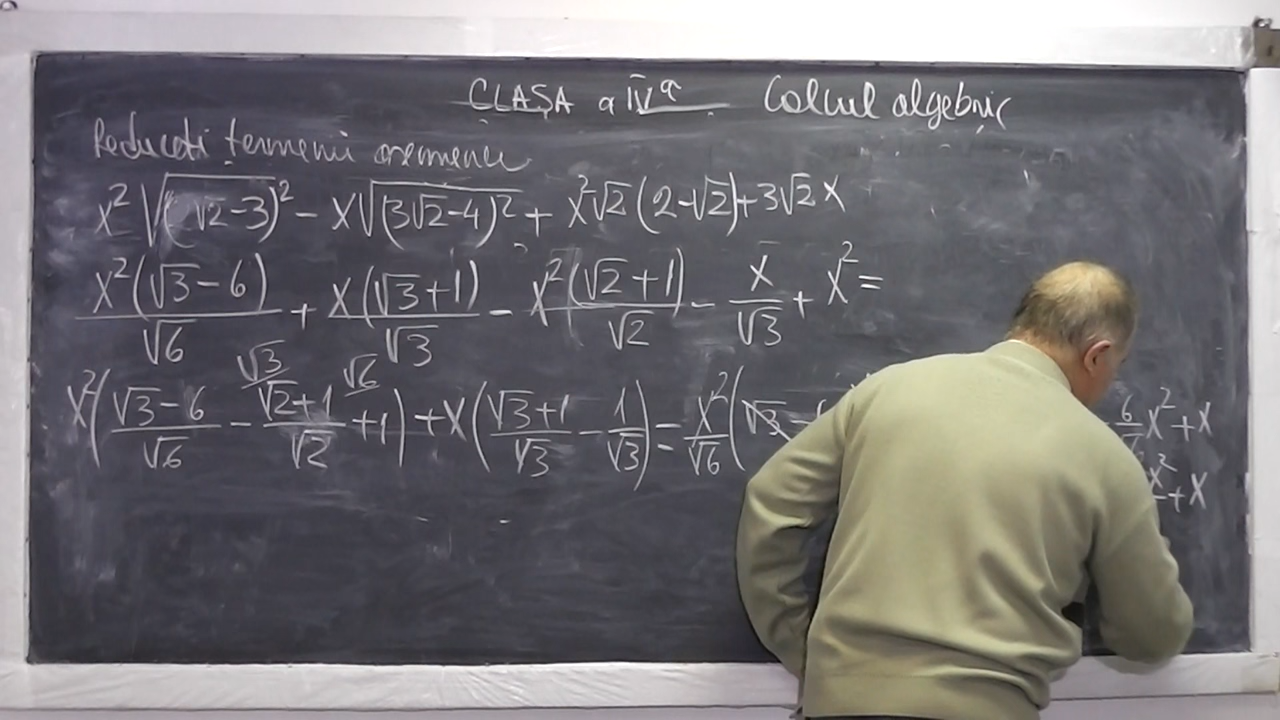 CLASA a IVª Calcul algebric
Reduceți termenii asemenea
x²√(√2-3)² - x√(3√2-4)² + x²√2(2-√2)+3√2x
x²(√3-6)/√6 + x(√3+1)/√3 - x²(√2+1)/√2 - x/√3 + x² =
x²((√3-6)/√6 - √3 (√2+1)/√2 + √6 1) + x((√3+1)/√3 - 1/√3) = x²/√6(√3 6 x²+x
x²+x